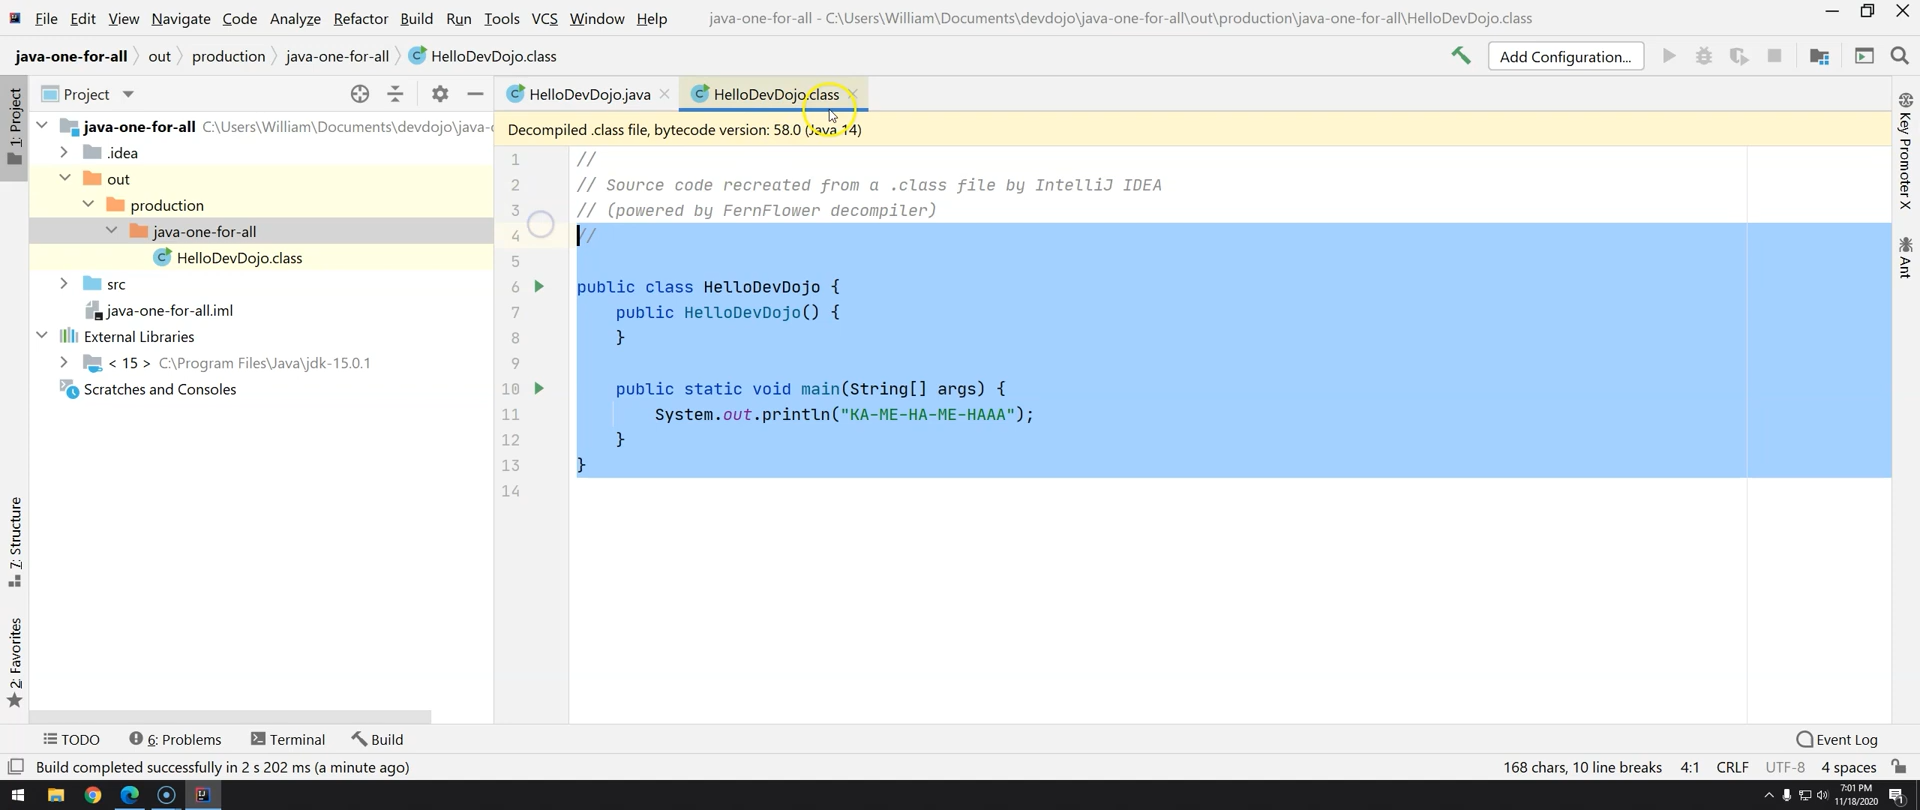 File Edit View Navigate Code Analyze Refactor Build Run Tools VCS Window Help java-one-for-all - C:\Users\William\Documents\devdojo\java-one-for-all\out\production\java-one-for-all\HelloDevDojo.class
java-one-for-all out production java-one-for-all HelloDevDojo.class Add Configuration...
1: Project
7: Structure
2: Favorites
Project
java-one-for-all C:\Users\William\Documents\devdojo\java-
.idea
out
production
java-one-for-all
HelloDevDojo.class
src
java-one-for-all.iml
External Libraries
< 15 > C:\Program Files\Java\jdk-15.0.1
Scratches and Consoles
HelloDevDojo.java HelloDevDojo.class
Decompiled .class file, bytecode version: 58.0 (Java 14)
1 //
2 // Source code recreated from a .class file by IntelliJ IDEA
3 // (powered by FernFlower decompiler)
4 //
5
6 public class HelloDevDojo {
7 public HelloDevDojo() {
8 }
9
10 public static void main(String[] args) {
11 System.out.println("KA-ME-HA-ME-HAAA");
12 }
13 }
14
Key Promoter X
Ant
TODO 6: Problems Terminal Build Event Log
Build completed successfully in 2 s 202 ms (a minute ago) 168 chars, 10 line breaks 4:1 CRLF UTF-8 4 spaces
7:01 PM
11/18/2020
1